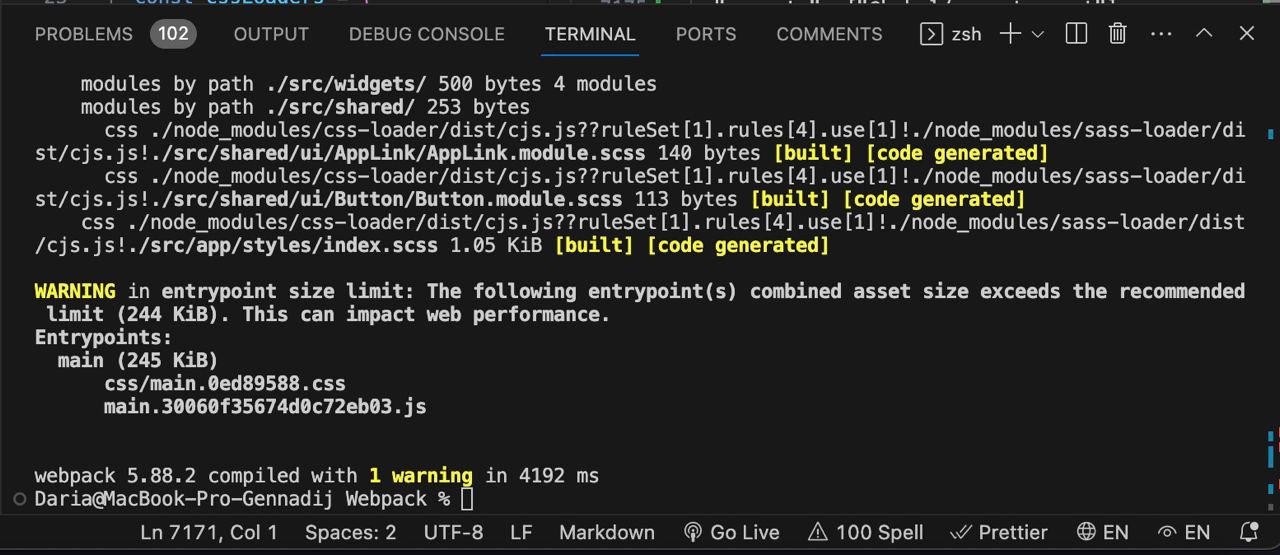 PROBLEMS 102 OUTPUT DEBUG CONSOLE TERMINAL PORTS COMMENTS zsh
modules by path ./src/widgets/ 500 bytes 4 modules
modules by path ./src/shared/ 253 bytes
css ./node_modules/css-loader/dist/cjs.js??ruleSet[1].rules[4].use[1]!./node_modules/sass-loader/di
st/cjs.js!./src/shared/ui/AppLink/AppLink.module.scss 140 bytes [built] [code generated]
css ./node_modules/css-loader/dist/cjs.js??ruleSet[1].rules[4].use[1]!./node_modules/sass-loader/di
st/cjs.js!./src/shared/ui/Button/Button.module.scss 113 bytes [built] [code generated]
css ./node_modules/css-loader/dist/cjs.js??ruleSet[1].rules[4].use[1]!./node_modules/sass-loader/dist
/cjs.js!./src/app/styles/index.scss 1.05 KiB [built] [code generated]
WARNING in entrypoint size limit: The following entrypoint(s) combined asset size exceeds the recommended
limit (244 KiB). This can impact web performance.
Entrypoints:
main (245 KiB)
css/main.0ed89588.css
main.30060f35674d0c72eb03.js
webpack 5.88.2 compiled with 1 warning in 4192 ms
Daria@MacBook-Pro-Gennadij Webpack %
Ln 7171, Col 1 Spaces: 2 UTF-8 LF Markdown Go Live 100 Spell Prettier EN EN